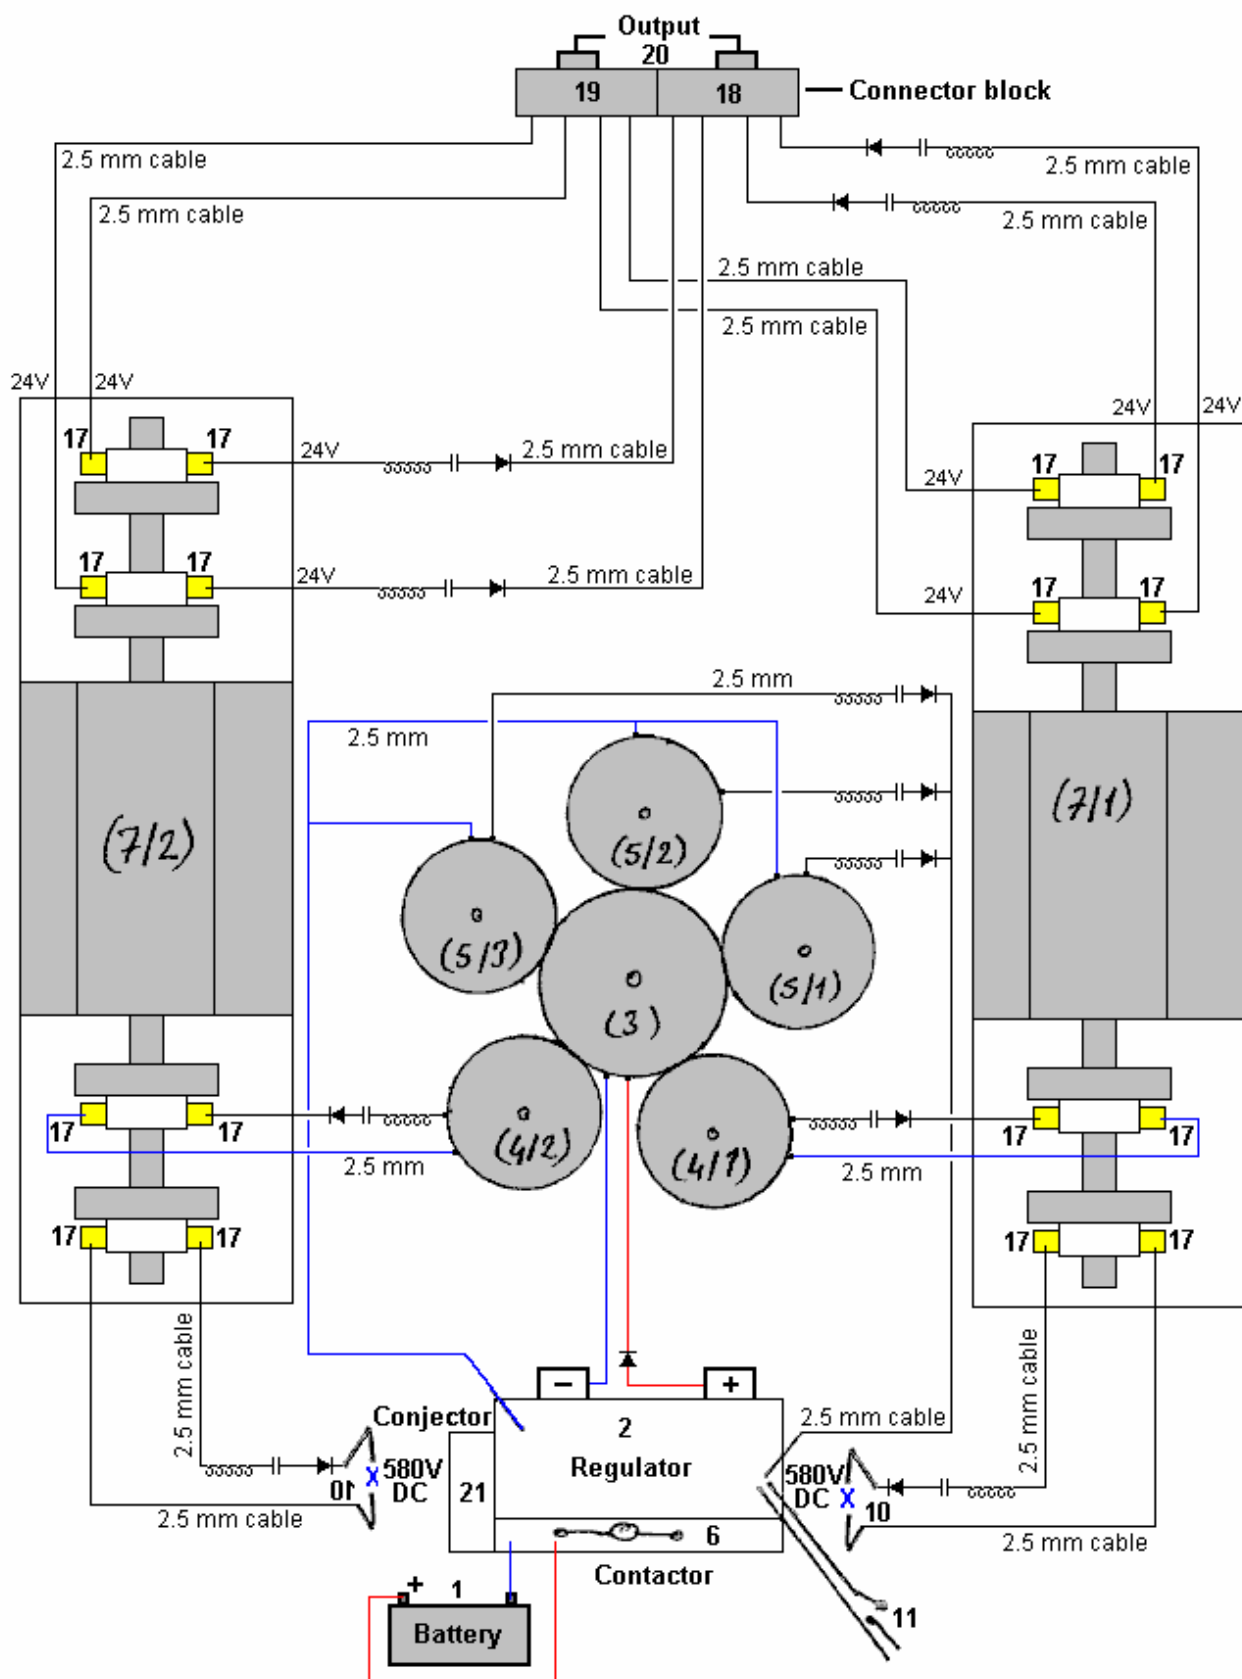 Output
20
19
18
Connector block
2.5 mm cable
2.5 mm cable
2.5 mm cable
2.5 mm cable
2.5 mm cable
2.5 mm cable
24V
24V
24V
24V
17
17
24V
2.5 mm cable
24V
17
17
17
17
24V
2.5 mm cable
24V
17
17
2.5 mm
2.5 mm
(7/2)
(5/2)
(7/1)
(5/3)
(5/1)
(3)
17
17
(4/2)
(4/1)
17
17
2.5 mm
2.5 mm
17
17
17
17
2.5 mm cable
2.5 mm cable
−
+
Conjector
2
Regulator
2.5 mm cable
10
580V
DC
21
580V
DC
10
2.5 mm cable
6
2.5 mm cable
Contactor
+
1
Battery
11